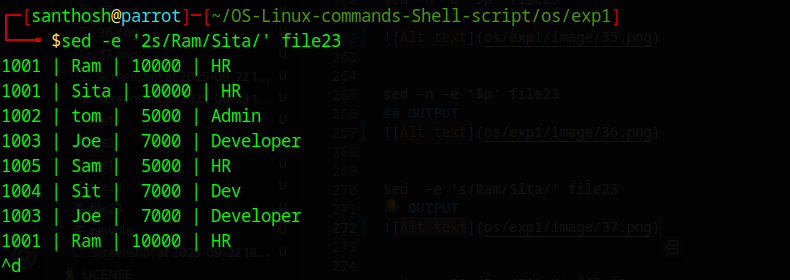 ┌─[santhosh@parrot]─[~/OS-Linux-commands-Shell-script/os/exp1]
└──╼ $sed -e '2s/Ram/Sita/' file23
1001 | Ram | 10000 | HR
1001 | Sita | 10000 | HR
1002 | tom |  5000 | Admin
1003 | Joe |  7000 | Developer
1005 | Sam |  5000 | HR
1004 | Sit |  7000 | Dev
1003 | Joe |  7000 | Developer
1001 | Ram | 10000 | HR
^d
![Alt text](os/exp1/image/35.png)
263
264
265 sed -n -e '$p' file23
266 ## OUTPUT
267 ![Alt text](os/exp1/image/36.png)
268
269
270 sed  -e 's/Ram/Sita/' file23
OUTPUT
272 ![Alt text](os/exp1/image/37.png)
273
274
LICENSE